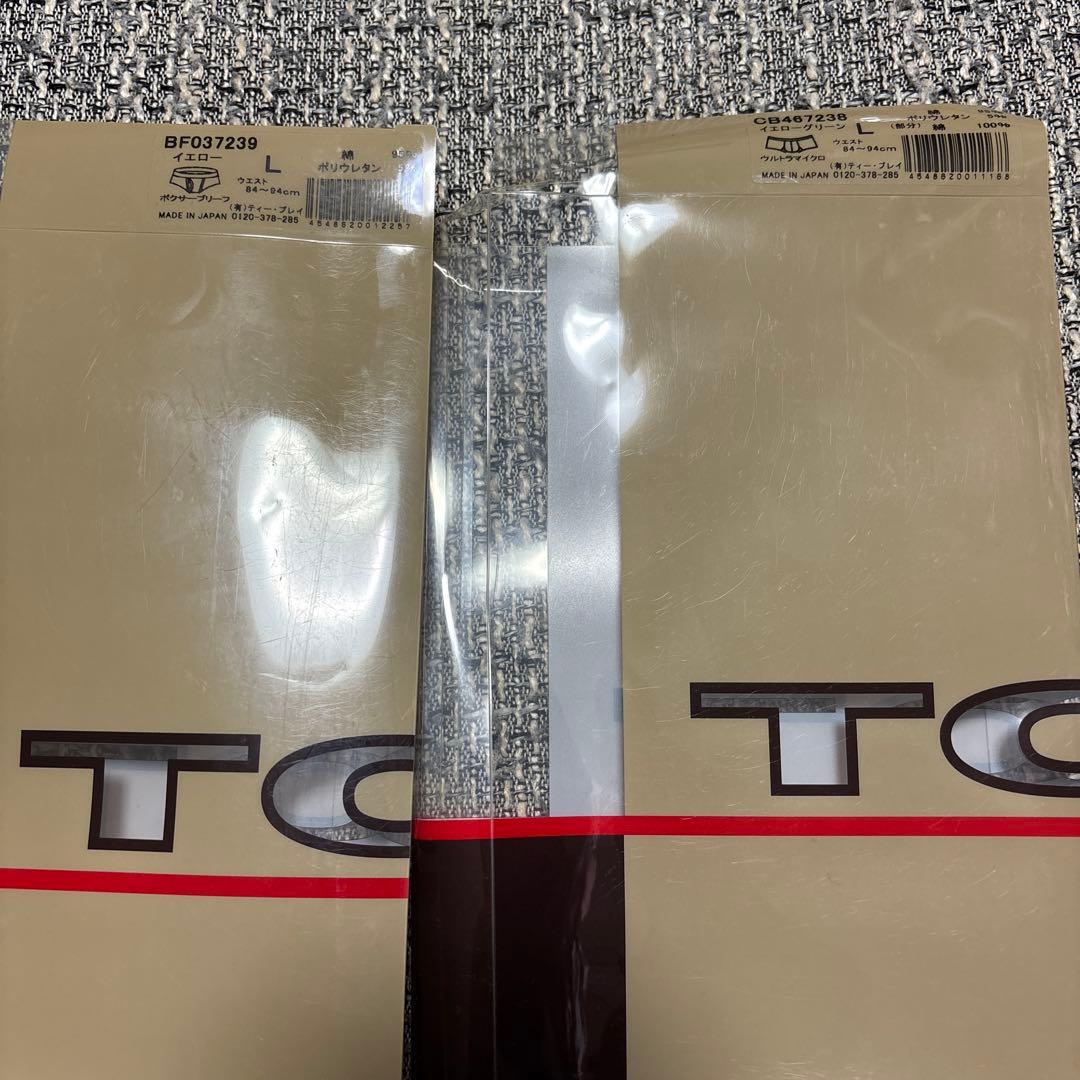 BF037239
イエロー
L
綿 95%
ポリウレタン
ウエスト
84〜94cm
ボクサーブリーフ
(有)ティー・プレイ
MADE IN JAPAN 0120-378-285
4548620012257
TO
CB467238
イエローグリーン
L
綿
ポリウレタン 5%
(部分) 綿 100%
ウエスト
84〜94cm
ウルトラマイクロ
(有)ティー・プレイ
MADE IN JAPAN 0120-378-285
4548620011168
TO